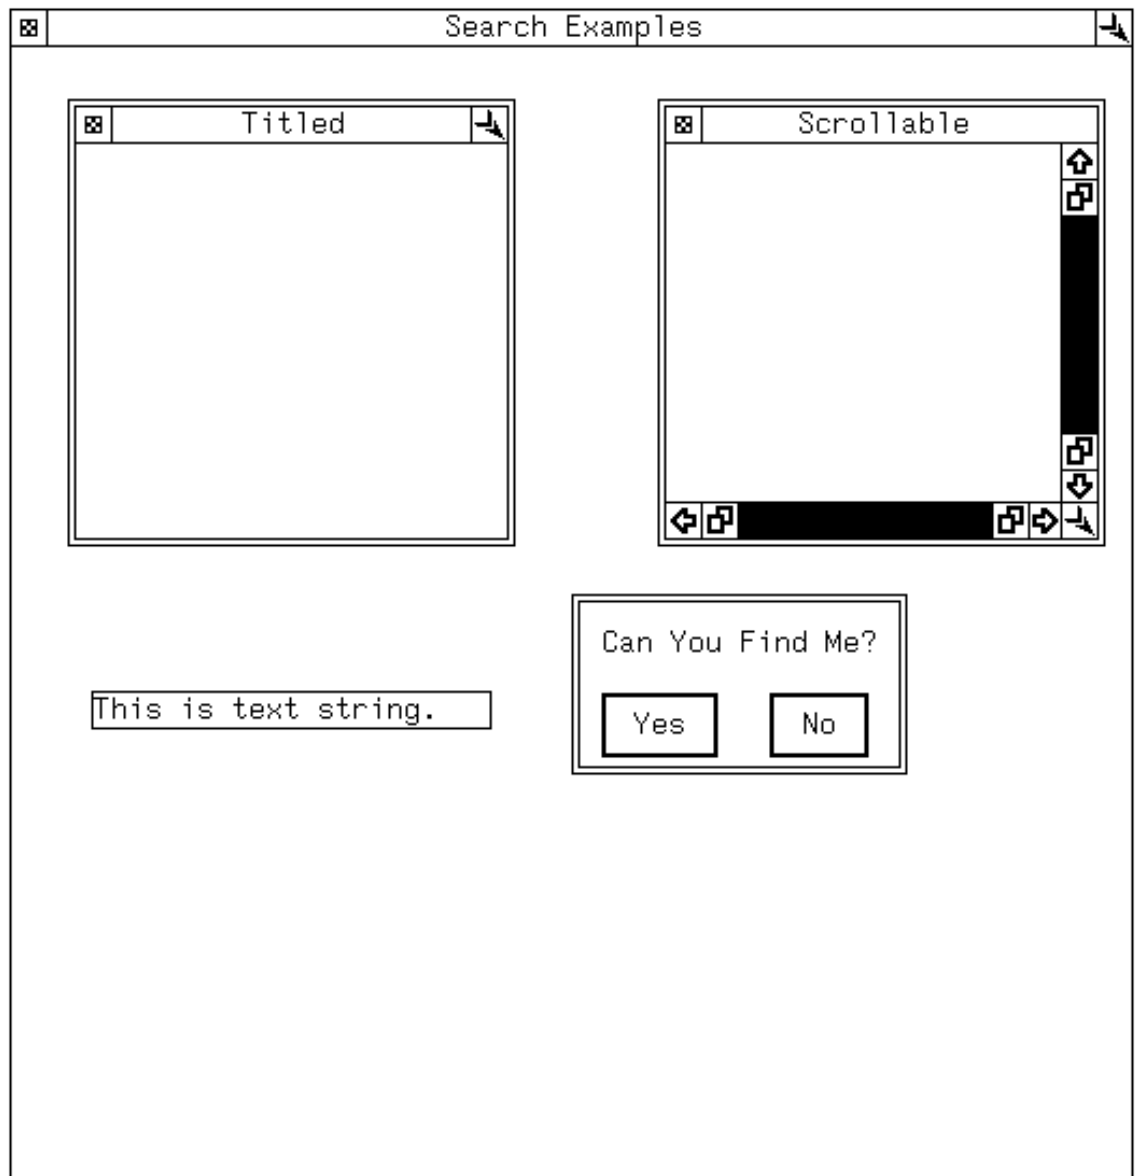 Search Examples
Titled
Scrollable
Can You Find Me?
This is text string.
Yes
No